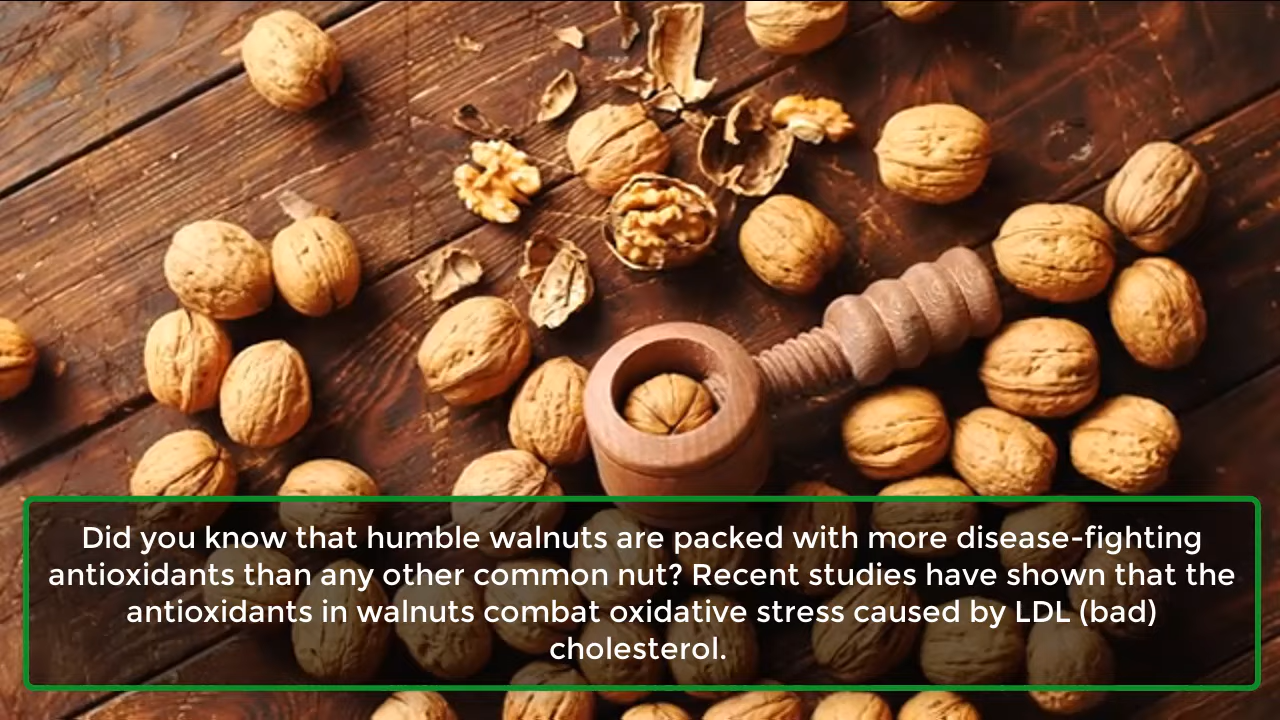 Did you know that humble walnuts are packed with more disease-fighting
antioxidants than any other common nut? Recent studies have shown that the
antioxidants in walnuts combat oxidative stress caused by LDL (bad)
cholesterol.